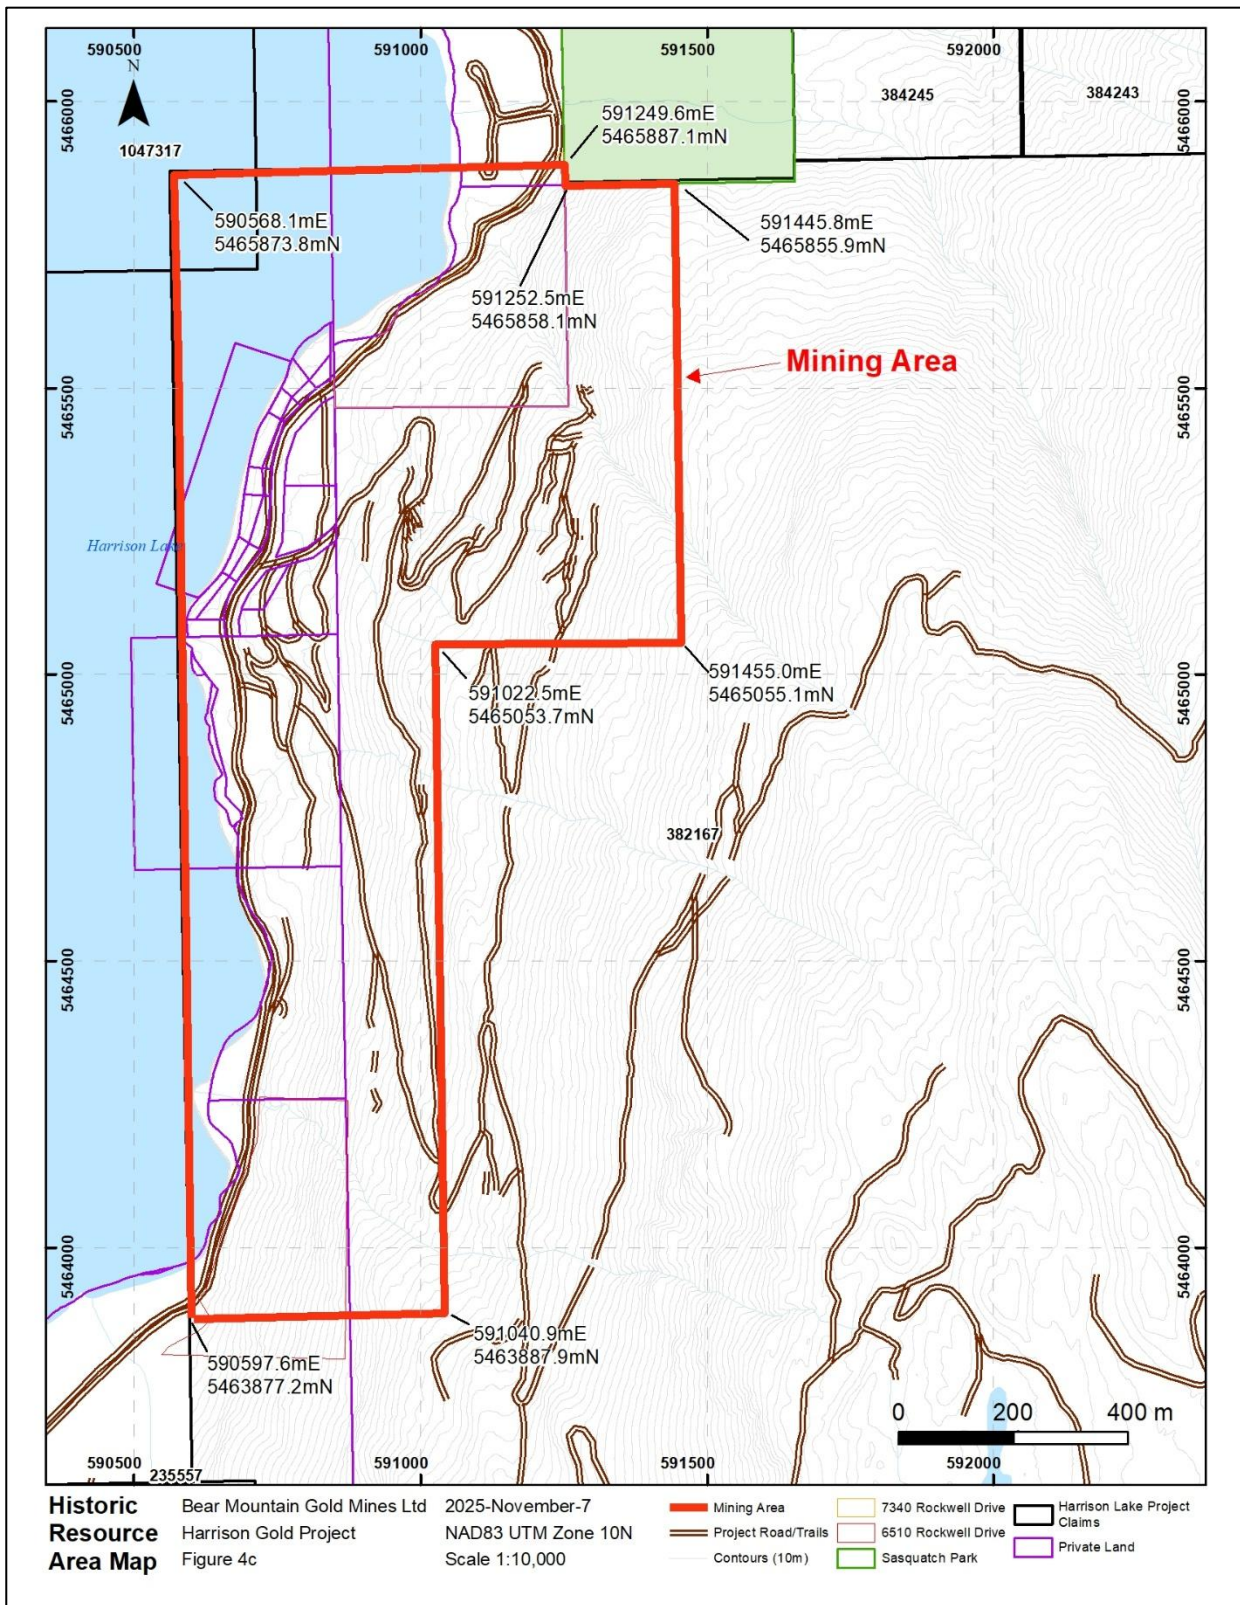 590500
591000
591500
592000
N
5466000
1047317
384245
384243
5466000
591249.6mE
5465887.1mN
590568.1mE
5465873.8mN
591445.8mE
5465855.9mN
591252.5mE
5465858.1mN
Mining Area
5465500
5465500
Harrison Lake
5465000
5465000
591022.5mE
5465053.7mN
591455.0mE
5465055.1mN
382167
5464500
5464500
5464000
5464000
591040.9mE
5463887.9mN
590597.6mE
5463877.2mN
0 200 400 m
590500
591000
591500
592000
235557
Historic
Resource
Area Map
Bear Mountain Gold Mines Ltd
Harrison Gold Project
Figure 4c
2025-November-7
NAD83 UTM Zone 10N
Scale 1:10,000
Mining Area
Project Road/Trails
Contours (10m)
7340 Rockwell Drive
6510 Rockwell Drive
Sasquatch Park
Harrison Lake Project
Claims
Private Land